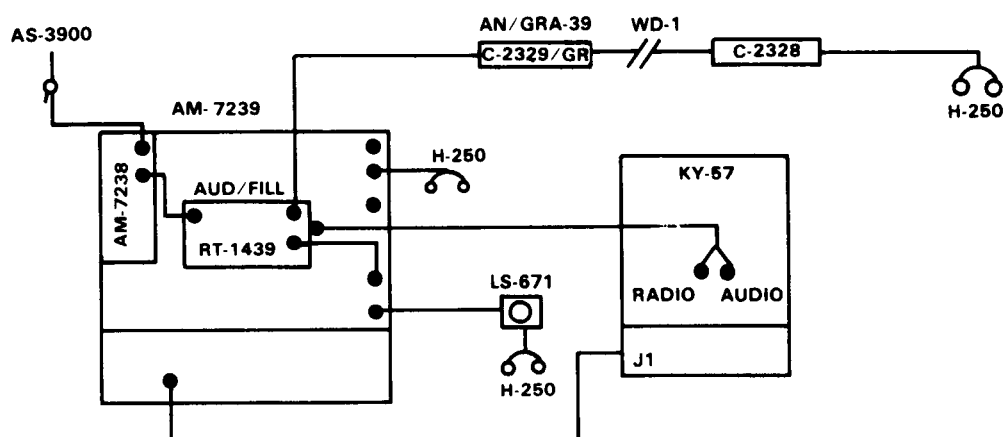 AN/GRA-39
WD-1
AS-3900
C-2329/GR
C-2328
AM-7239
H-250
H-250
AM-7238
AUD/FILL
RT-1439
KY-57
LS-671
RADIO
AUDIO
H-250
J1